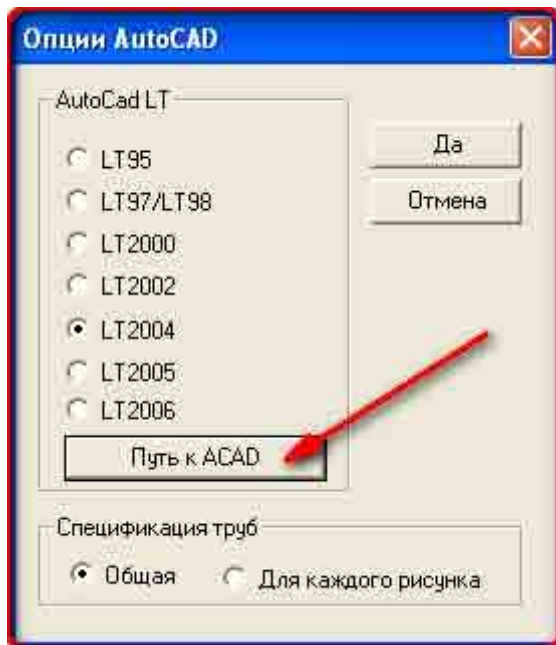 Опции AutoCAD
AutoCad LT
LT95
LT97/LT98
LT2000
LT2002
LT2004
LT2005
LT2006
Путь к ACAD
Да
Отмена
Спецификация труб
Общая
Для каждого рисунка